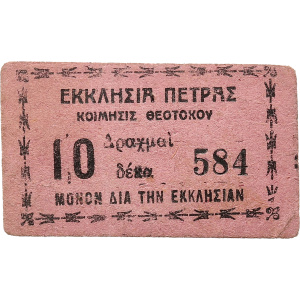 ΕΚΚΛΗΣΙΑ ΠΕΤΡΑΣ
ΚΟΙΜΗΣΙΣ ΘΕΟΤΟΚΟΥ
10 Δραχμαί δέκα 584
ΜΟΝΟΝ ΔΙΑ ΤΗΝ ΕΚΚΛΗΣΙΑΝ